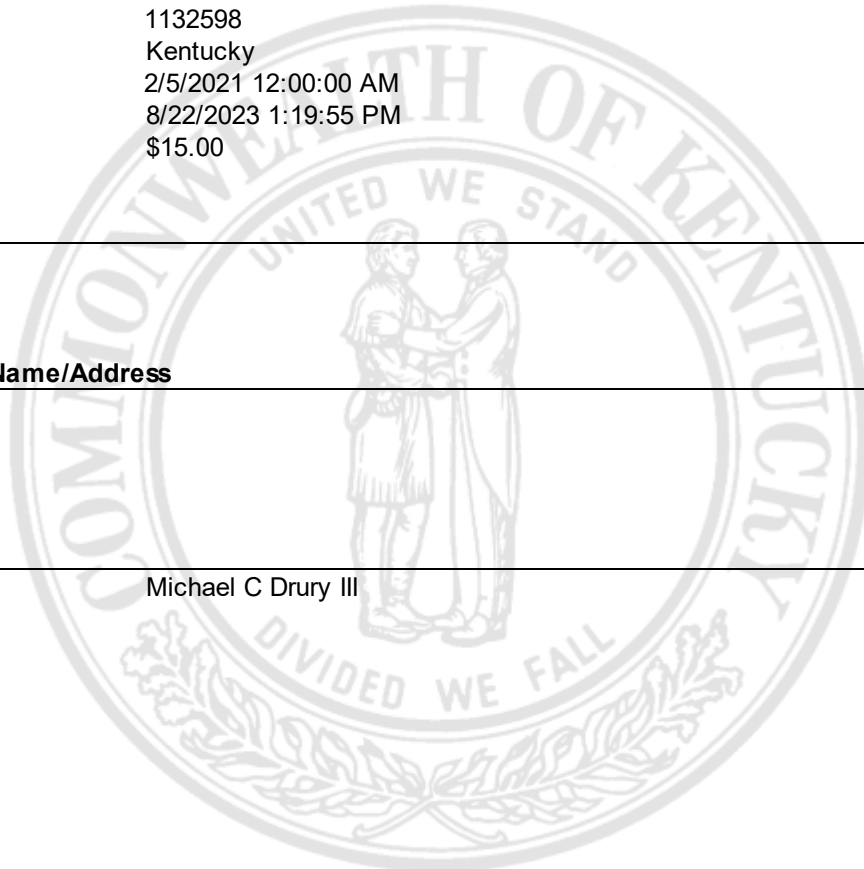 1132598
Kentucky
2/5/2021 12:00:00 AM
8/22/2023 1:19:55 PM
$15.00
COMMONWEALTH OF KENTUCKY
UNITED WE STAND
Name/Address
Michael C Drury III
DIVIDED WE FALL